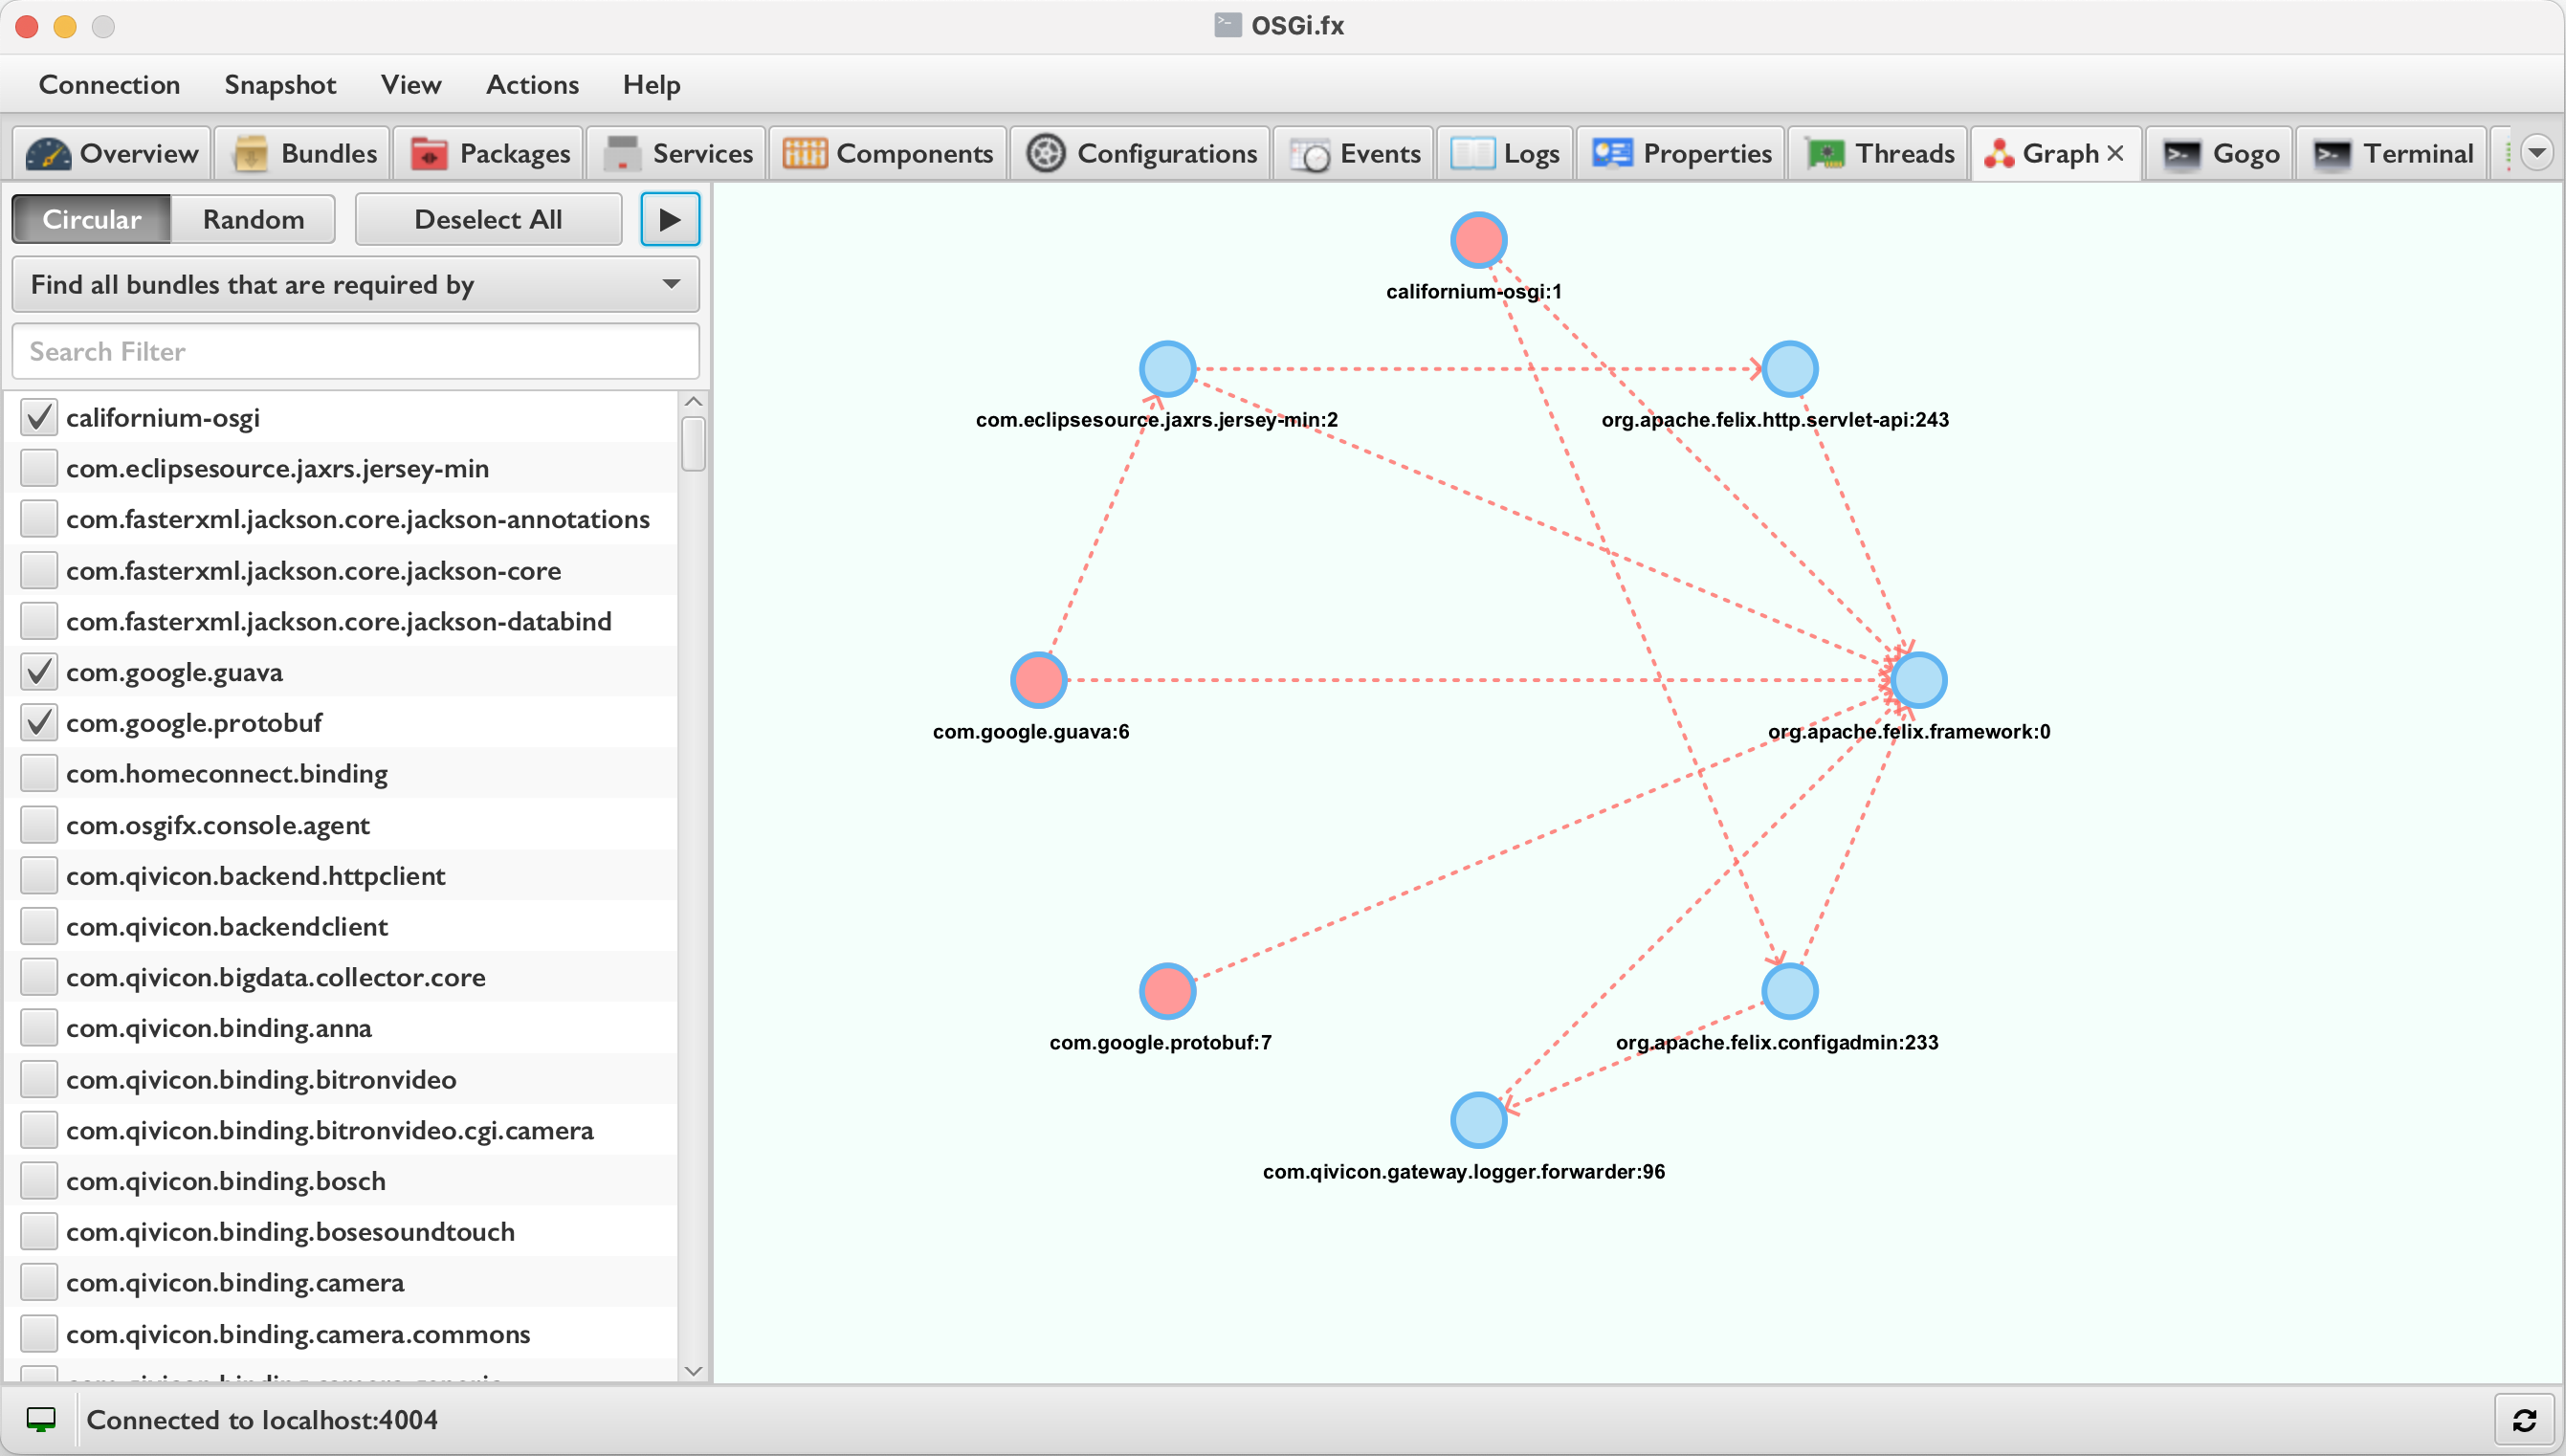 OSGi.fx
Connection Snapshot View Actions Help
Overview Bundles Packages Services Components Configurations Events Logs Properties Threads Graph Gogo Terminal
Circular Random Deselect All
Find all bundles that are required by
Search Filter
californium-osgi
com.eclipsesource.jaxrs.jersey-min
com.fasterxml.jackson.core.jackson-annotations
com.fasterxml.jackson.core.jackson-core
com.fasterxml.jackson.core.jackson-databind
com.google.guava
com.google.protobuf
com.homeconnect.binding
com.osgifx.console.agent
com.qivicon.backend.httpclient
com.qivicon.backendclient
com.qivicon.bigdata.collector.core
com.qivicon.binding.anna
com.qivicon.binding.bitronvideo
com.qivicon.binding.bitronvideo.cgi.camera
com.qivicon.binding.bosch
com.qivicon.binding.bosesoundtouch
com.qivicon.binding.camera
com.qivicon.binding.camera.commons
californium-osgi:1
com.eclipsesource.jaxrs.jersey-min:2
org.apache.felix.http.servlet-api:243
com.google.guava:6
org.apache.felix.framework:0
com.google.protobuf:7
org.apache.felix.configadmin:233
com.qivicon.gateway.logger.forwarder:96
Connected to localhost:4004